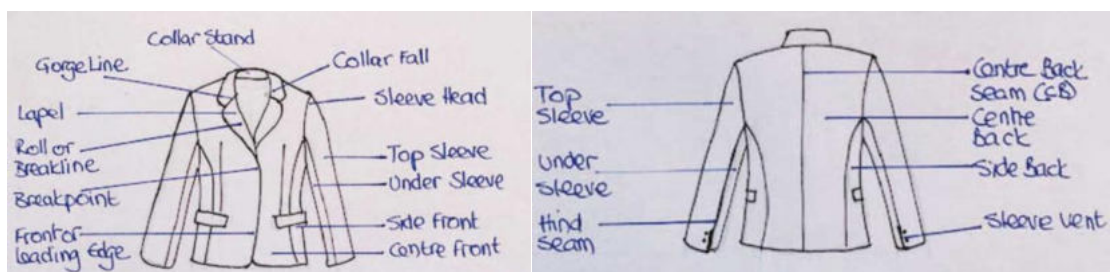 Collar Stand
Gorge Line
Collar Fall
Lapel
Sleeve Head
Roll or
Breakline
Top Sleeve
Breakpoint
Under Sleeve
Front or
leading Edge
Side Front
Centre Front
Top
Sleeve
Centre Back
Seam (CB)
Centre
Back
under
sleeve
Side Back
Hind
seam
Sleeve Vent